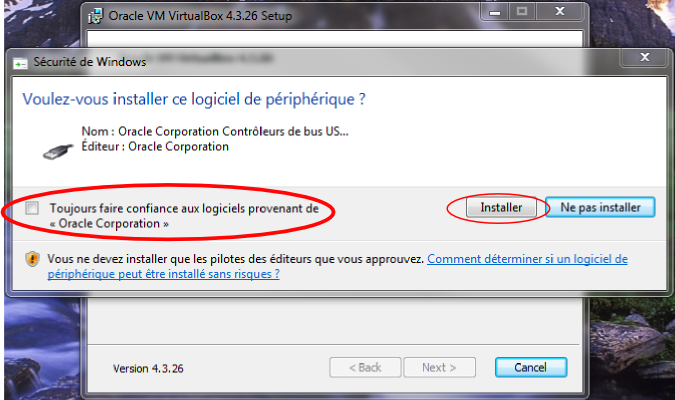 Oracle VM VirtualBox 4.3.26 Setup
Sécurité de Windows
Voulez-vous installer ce logiciel de périphérique ?
Nom : Oracle Corporation Contrôleurs de bus US...
Éditeur : Oracle Corporation
Toujours faire confiance aux logiciels provenant de
« Oracle Corporation »
Installer
Ne pas installer
Vous ne devez installer que les pilotes des éditeurs que vous approuvez. Comment déterminer si un logiciel de
périphérique peut être installé sans risques ?
Version 4.3.26
< Back
Next >
Cancel